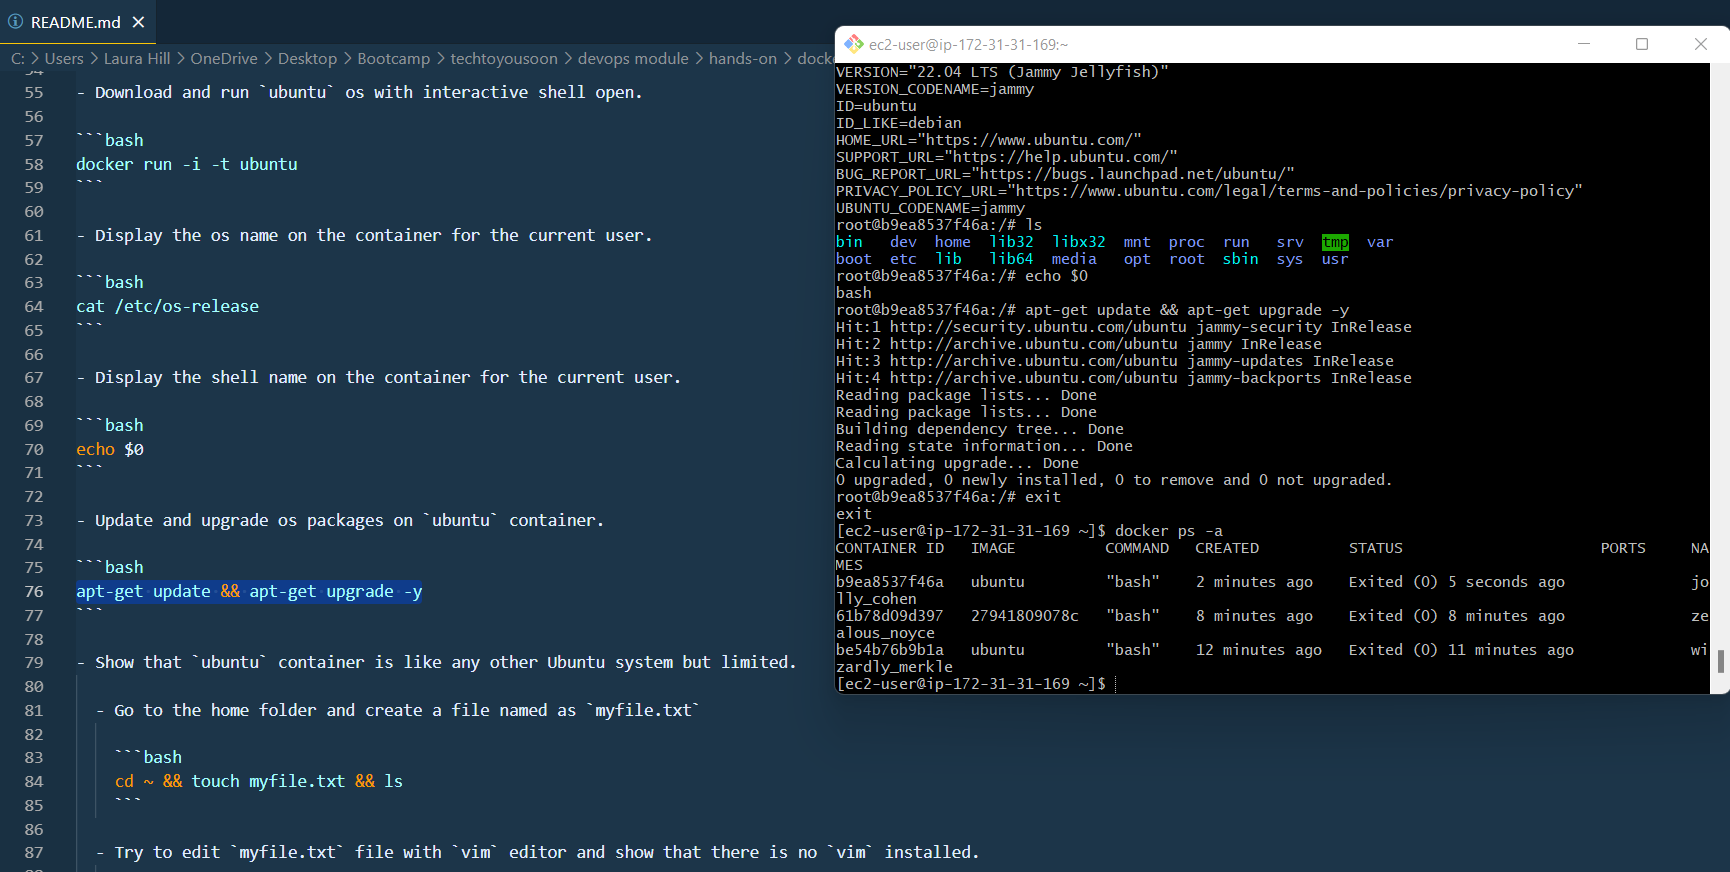 README.md
C: > Users > Laura Hill > OneDrive > Desktop > Bootcamp > techtoyousoon > devops module > hands-on > docke
54
55 - Download and run `ubuntu` os with interactive shell open.
56
57 ```bash
58 docker run -i -t ubuntu
59 ```
60
61 - Display the os name on the container for the current user.
62
63 ```bash
64 cat /etc/os-release
65 ```
66
67 - Display the shell name on the container for the current user.
68
69 ```bash
70 echo $0
71 ```
72
73 - Update and upgrade os packages on `ubuntu` container.
74
75 ```bash
76 apt-get update && apt-get upgrade -y
77 ```
78
79 - Show that `ubuntu` container is like any other Ubuntu system but limited.
80
81 - Go to the home folder and create a file named as `myfile.txt`
82
83 ```bash
84 cd ~ && touch myfile.txt && ls
85 ```
86
87 - Try to edit `myfile.txt` file with `vim` editor and show that there is no `vim` installed.
ec2-user@ip-172-31-31-169:~
VERSION="22.04 LTS (Jammy Jellyfish)"
VERSION_CODENAME=jammy
ID=ubuntu
ID_LIKE=debian
HOME_URL="https://www.ubuntu.com/"
SUPPORT_URL="https://help.ubuntu.com/"
BUG_REPORT_URL="https://bugs.launchpad.net/ubuntu/"
PRIVACY_POLICY_URL="https://www.ubuntu.com/legal/terms-and-policies/privacy-policy"
UBUNTU_CODENAME=jammy
root@b9ea8537f46a:/# ls
bin dev home lib32 libx32 mnt proc run srv tmp var
boot etc lib lib64 media opt root sbin sys usr
root@b9ea8537f46a:/# echo $0
bash
root@b9ea8537f46a:/# apt-get update && apt-get upgrade -y
Hit:1 http://security.ubuntu.com/ubuntu jammy-security InRelease
Hit:2 http://archive.ubuntu.com/ubuntu jammy InRelease
Hit:3 http://archive.ubuntu.com/ubuntu jammy-updates InRelease
Hit:4 http://archive.ubuntu.com/ubuntu jammy-backports InRelease
Reading package lists... Done
Reading package lists... Done
Building dependency tree... Done
Reading state information... Done
Calculating upgrade... Done
0 upgraded, 0 newly installed, 0 to remove and 0 not upgraded.
root@b9ea8537f46a:/# exit
exit
[ec2-user@ip-172-31-31-169 ~]$ docker ps -a
CONTAINER ID IMAGE COMMAND CREATED STATUS PORTS NA
MES
b9ea8537f46a ubuntu "bash" 2 minutes ago Exited (0) 5 seconds ago jo
lly_cohen
61b78d09d397 27941809078c "bash" 8 minutes ago Exited (0) 8 minutes ago ze
alous_noyce
be54b76b9b1a ubuntu "bash" 12 minutes ago Exited (0) 11 minutes ago wi
zardly_merkle
[ec2-user@ip-172-31-31-169 ~]$